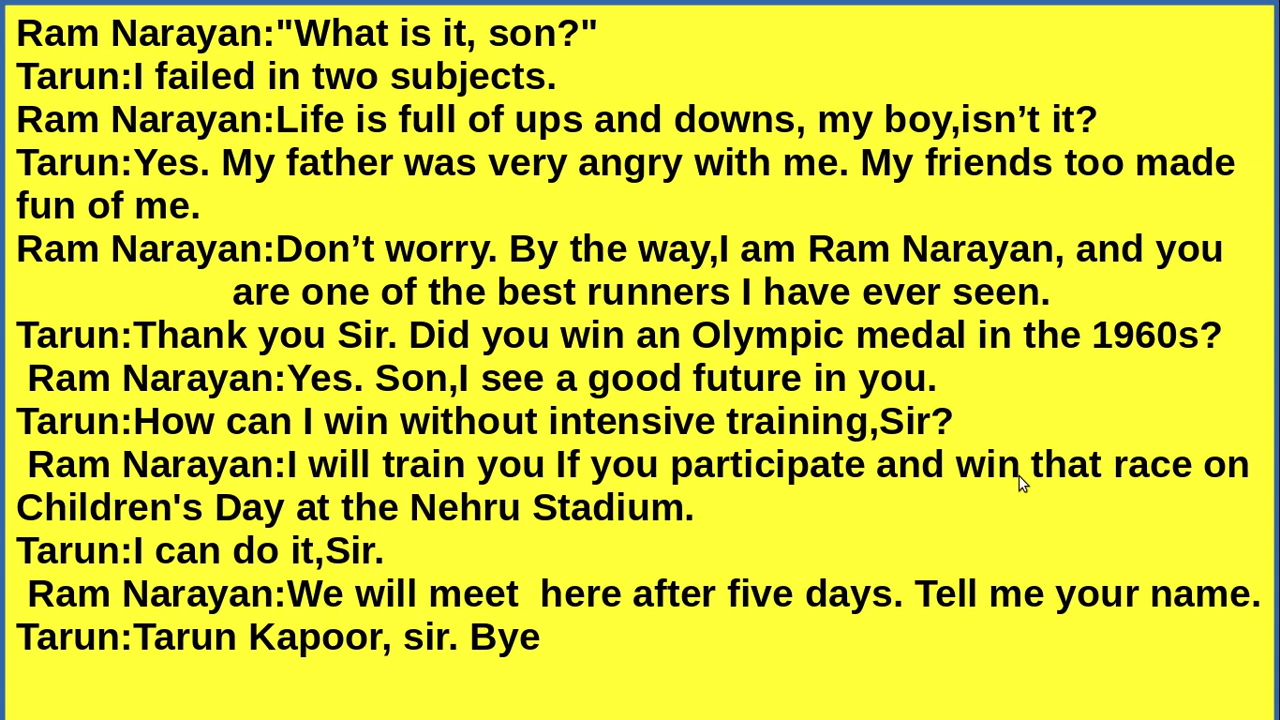 Ram Narayan:"What is it, son?"
Tarun:I failed in two subjects.
Ram Narayan:Life is full of ups and downs, my boy,isn’t it?
Tarun:Yes. My father was very angry with me. My friends too made
fun of me.
Ram Narayan:Don’t worry. By the way,I am Ram Narayan, and you
are one of the best runners I have ever seen.
Tarun:Thank you Sir. Did you win an Olympic medal in the 1960s?
Ram Narayan:Yes. Son,I see a good future in you.
Tarun:How can I win without intensive training,Sir?
Ram Narayan:I will train you If you participate and win that race on
Children's Day at the Nehru Stadium.
Tarun:I can do it,Sir.
Ram Narayan:We will meet  here after five days. Tell me your name.
Tarun:Tarun Kapoor, sir. Bye